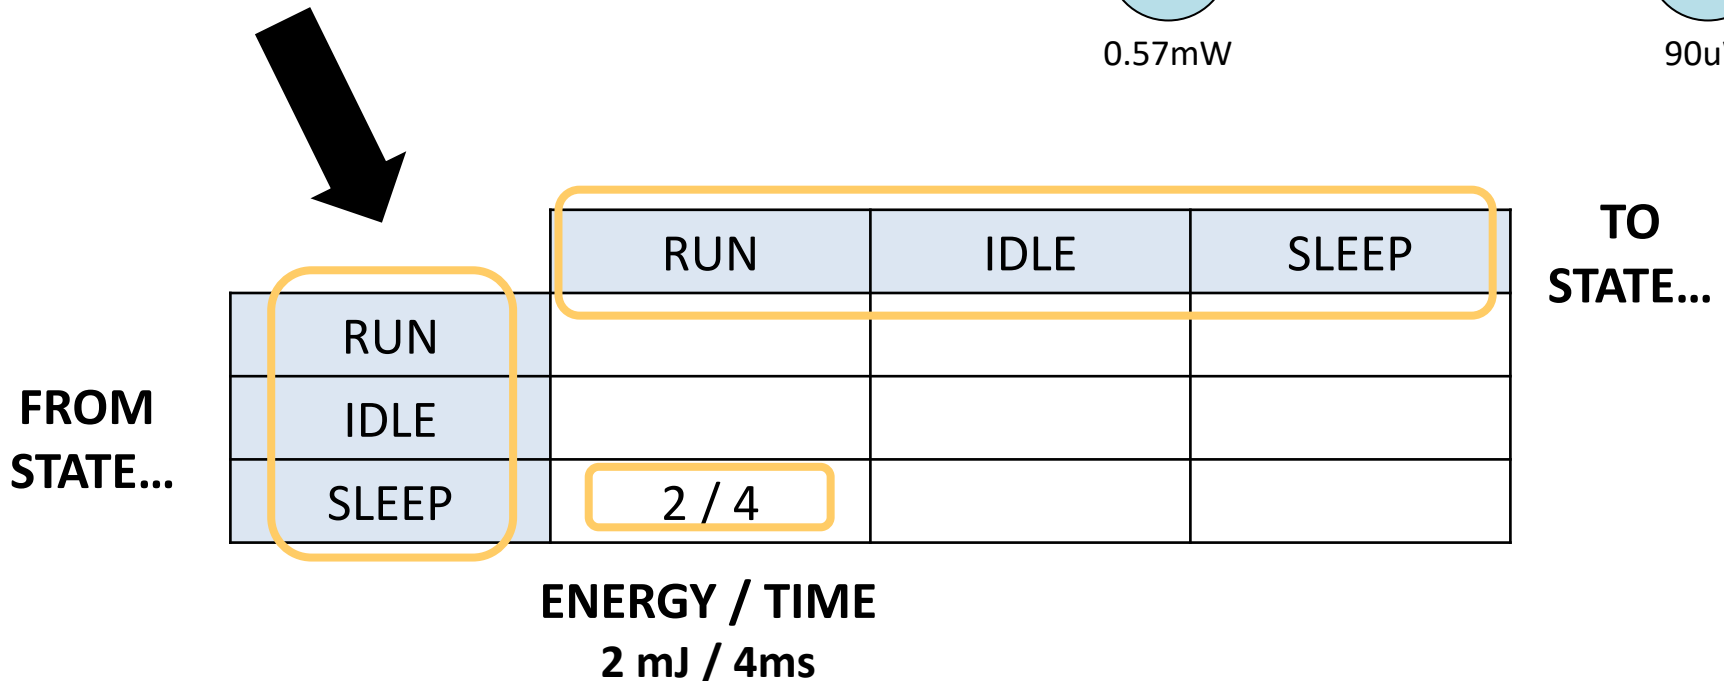 0.57mW
90u
RUN IDLE SLEEP
TO
STATE...
RUN
IDLE
FROM
STATE...
SLEEP 2 / 4
ENERGY / TIME
2 mJ / 4ms